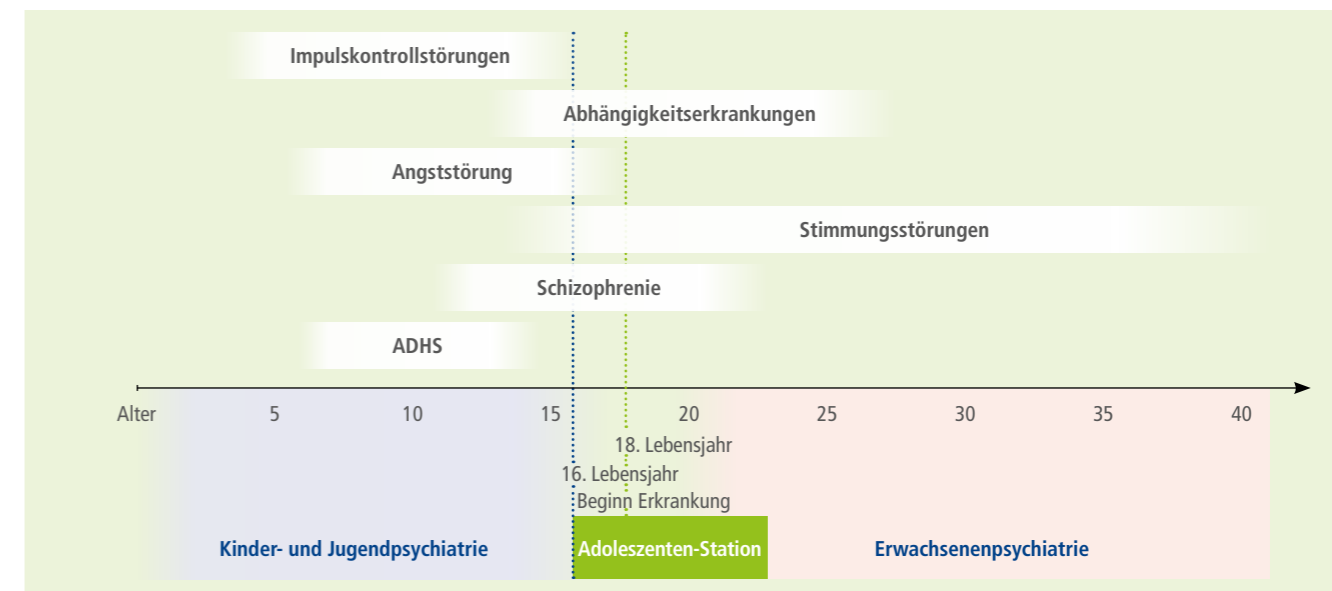 Impulskontrollstörungen
Abhängigkeitserkrankungen
Angststörung
Stimmungsstörungen
Schizophrenie
ADHS
Alter 5 10 15 20 25 30 35 40
18. Lebensjahr
16. Lebensjahr
Beginn Erkrankung
Kinder- und Jugendpsychiatrie Adoleszenten-Station Erwachsenenpsychiatrie